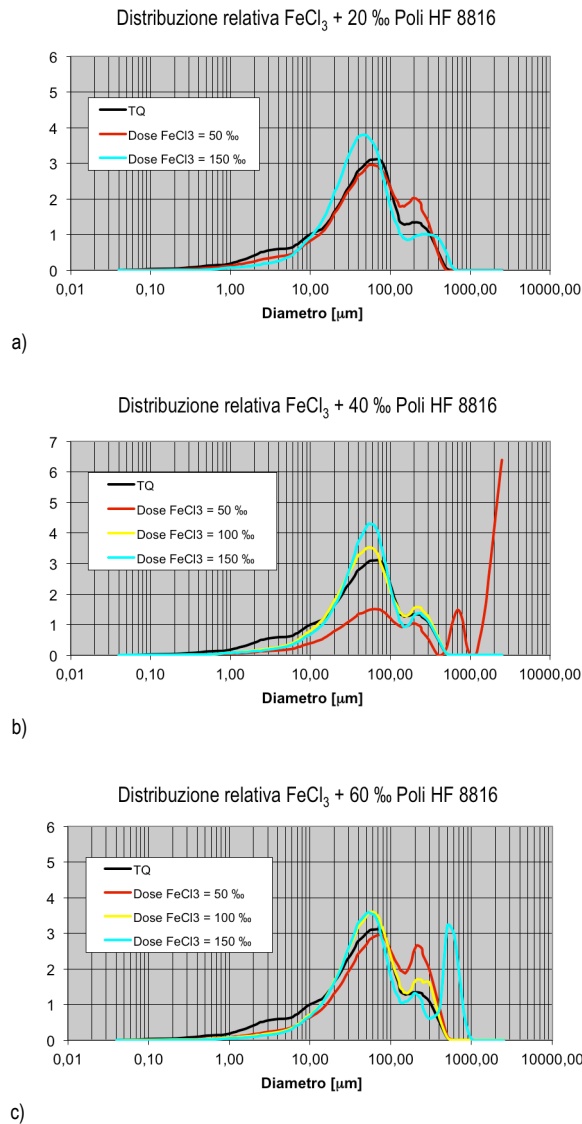 Distribuzione relativa FeCl3 + 20 ‰ Poli HF 8816
6
5
4
3
2
1
0
TQ
Dose FeCl3 = 50 ‰
Dose FeCl3 = 150 ‰
0,01 0,10 1,00 10,00 100,00 1000,00 10000,00
Diametro [µm]
a)
Distribuzione relativa FeCl3 + 40 ‰ Poli HF 8816
7
6
5
4
3
2
1
0
TQ
Dose FeCl3 = 50 ‰
Dose FeCl3 = 100 ‰
Dose FeCl3 = 150 ‰
0,01 0,10 1,00 10,00 100,00 1000,00 10000,00
Diametro [µm]
b)
Distribuzione relativa FeCl3 + 60 ‰ Poli HF 8816
6
5
4
3
2
1
0
TQ
Dose FeCl3 = 50 ‰
Dose FeCl3 = 100 ‰
Dose FeCl3 = 150 ‰
0,01 0,10 1,00 10,00 100,00 1000,00 10000,00
Diametro [µm]
c)